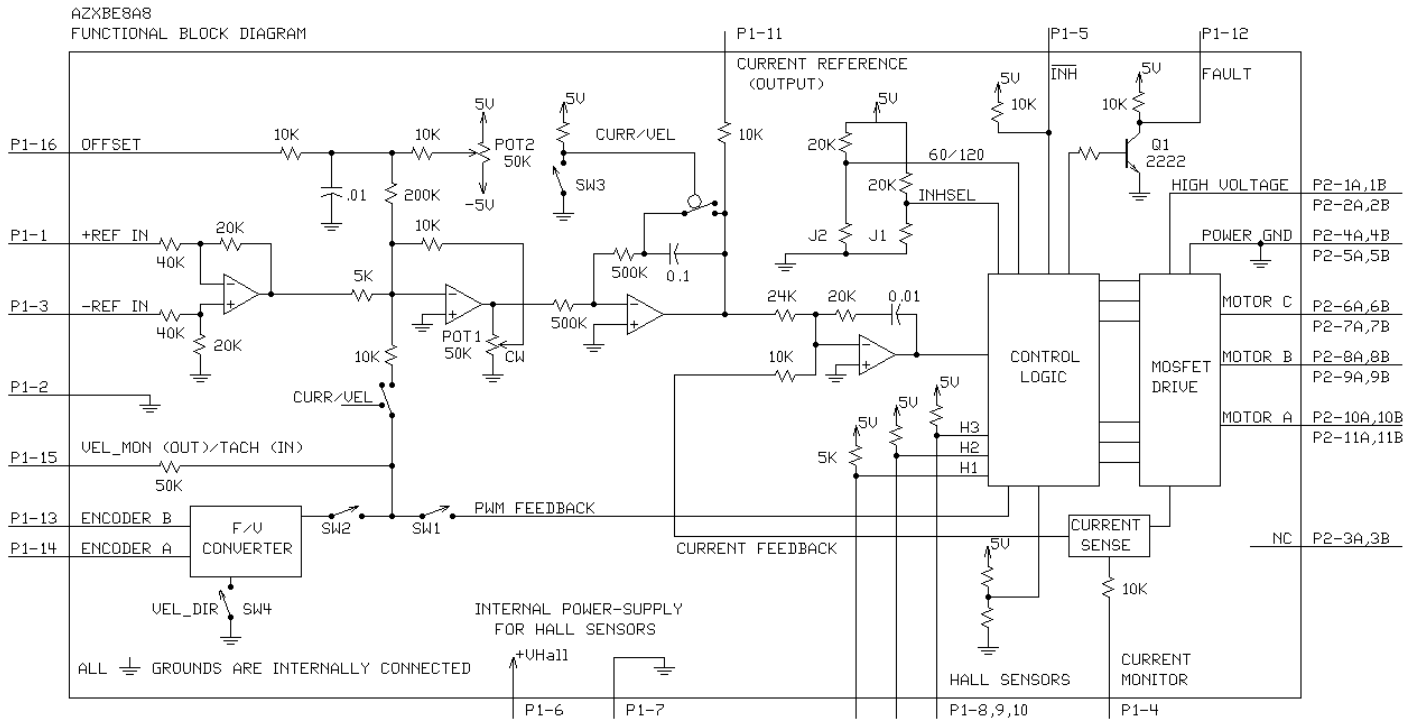 AZXBE8A8
FUNCTIONAL BLOCK DIAGRAM
P1-11
P1-5
P1-12
CURRENT REFERENCE
(OUTPUT)
5V
INH
5V
FAULT
10K
10K
5V
5V
5V
10K
10K
POT2
50K
CURR/VEL
10K
20K
60/120
Q1
2222
P1-16
OFFSET
.01
200K
-5V
SW3
20K
INHSEL
HIGH VOLTAGE
P2-1A,1B
P2-2A,2B
P1-1
+REF IN
20K
10K
J2
J1
POWER GND
P2-4A,4B
P2-5A,5B
40K
500K
0.1
5K
24K
20K
0.01
P1-3
-REF IN
40K
20K
500K
POT1
50K
CW
10K
10K
CONTROL
LOGIC
MOSFET
DRIVE
MOTOR C
P2-6A,6B
P2-7A,7B
MOTOR B
P2-8A,8B
P2-9A,9B
P1-2
CURR/VEL
5V
5V
5V
MOTOR A
P2-10A,10B
P2-11A,11B
H3
H2
H1
5K
VEL_MON (OUT)/TACH (IN)
P1-15
50K
P1-13
ENCODER B
P1-14
ENCODER A
F/V
CONVERTER
SW2
SW1
PWM FEEDBACK
CURRENT FEEDBACK
CURRENT
SENSE
NC
P2-3A,3B
5V
10K
VEL_DIR
SW4
INTERNAL POWER-SUPPLY
FOR HALL SENSORS
+VHall
ALL
GROUNDS ARE INTERNALLY CONNECTED
HALL SENSORS
CURRENT
MONITOR
P1-6
P1-7
P1-8,9,10
P1-4